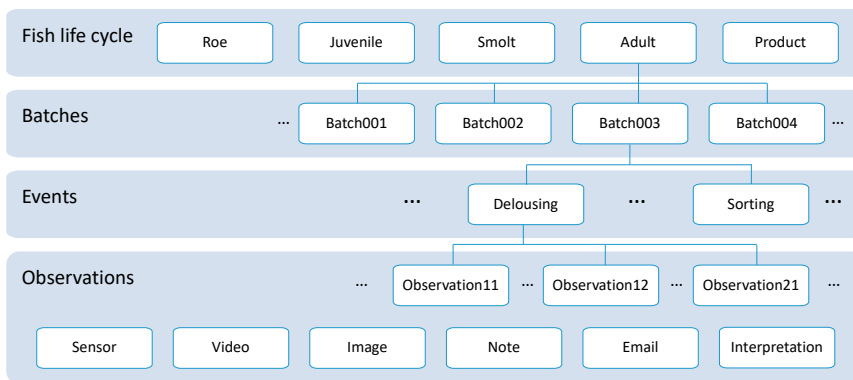 Fish life cycle
Roe
Juvenile
Smolt
Adult
Product
Batches
... Batch001 Batch002 Batch003 Batch004 ...
Events
... Delousing ... Sorting ...
Observations
... Observation11 ... Observation12 ... Observation21 ...
Sensor
Video
Image
Note
Email
Interpretation